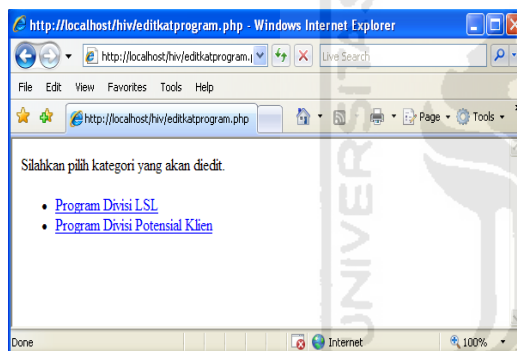 http://localhost/hiv/editkatprogram.php - Windows Internet Explorer
http://localhost/hiv/editkatprogram.p
Live Search
File Edit View Favorites Tools Help
http://localhost/hiv/editkatprogram.php
Page Tools
Silahkan pilih kategori yang akan diedit.
Program Divisi LSL
Program Divisi Potensial Klien
UNIVERSITAS
Done
Internet
100%